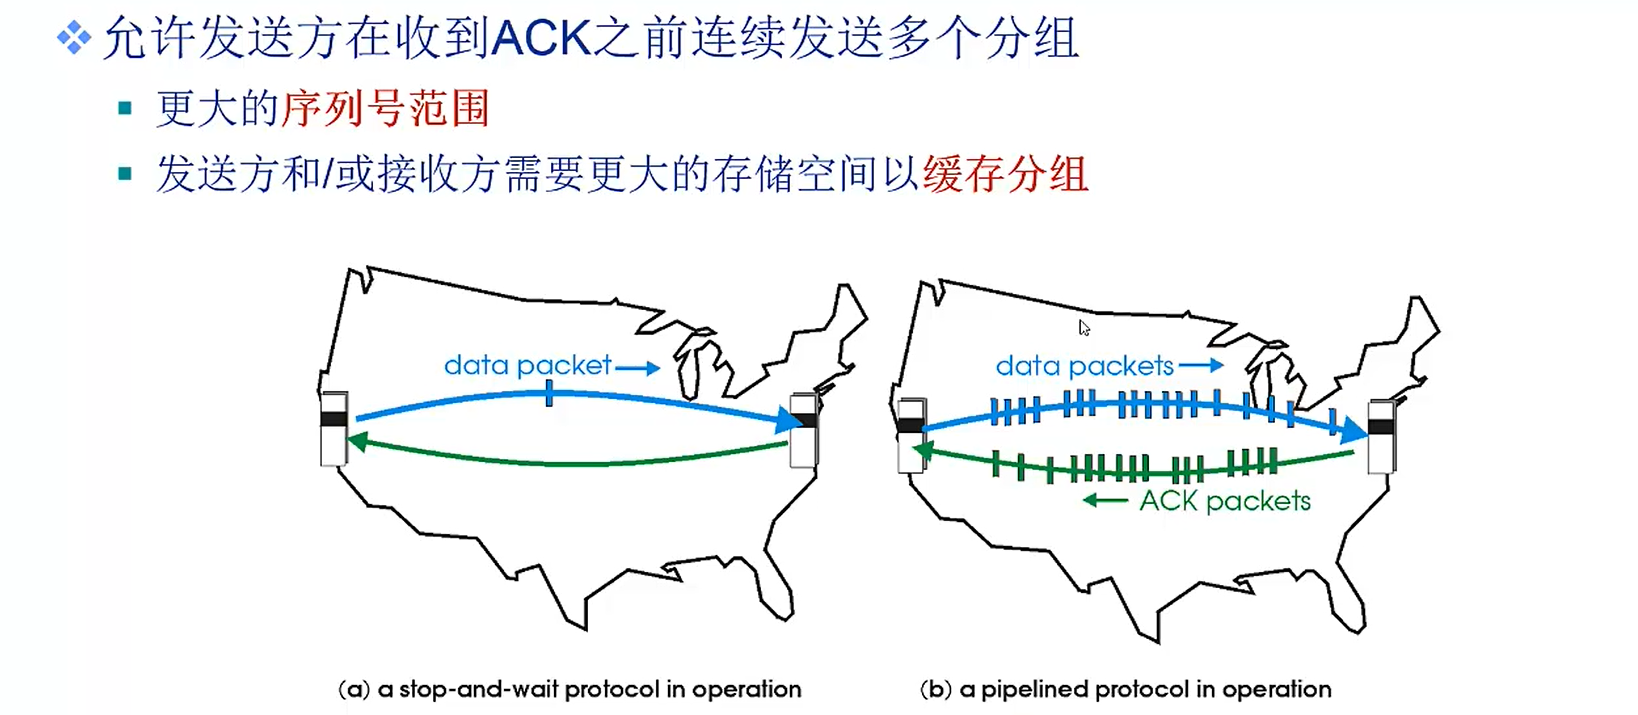 允许发送方在收到ACK之前连续发送多个分组
更大的序列号范围
发送方和/或接收方需要更大的存储空间以缓存分组
data packet
data packets
ACK packets
(a) a stop-and-wait protocol in operation
(b) a pipelined protocol in operation